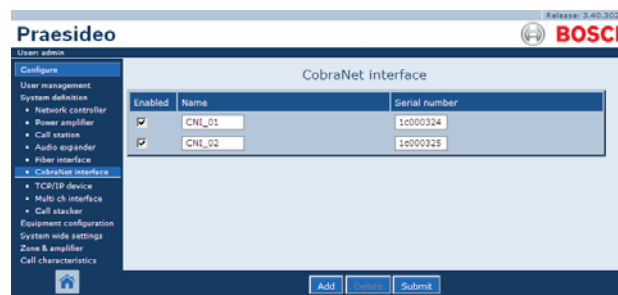 Release: 3.40.302
Praesideo
BOSCH
User: admin
Configure
User management
System definition
• Network controller
• Power amplifier
• Call station
• Audio expander
• Fiber interface
• CobraNet interface
• TCP/IP device
• Multi ch interface
• Call stacker
Equipment configuration
System wide settings
Zone & amplifier
Call characteristics
CobraNet interface
Enabled Name Serial number
CNI_01 1c000324
CNI_02 1c000325
Add Delete Submit